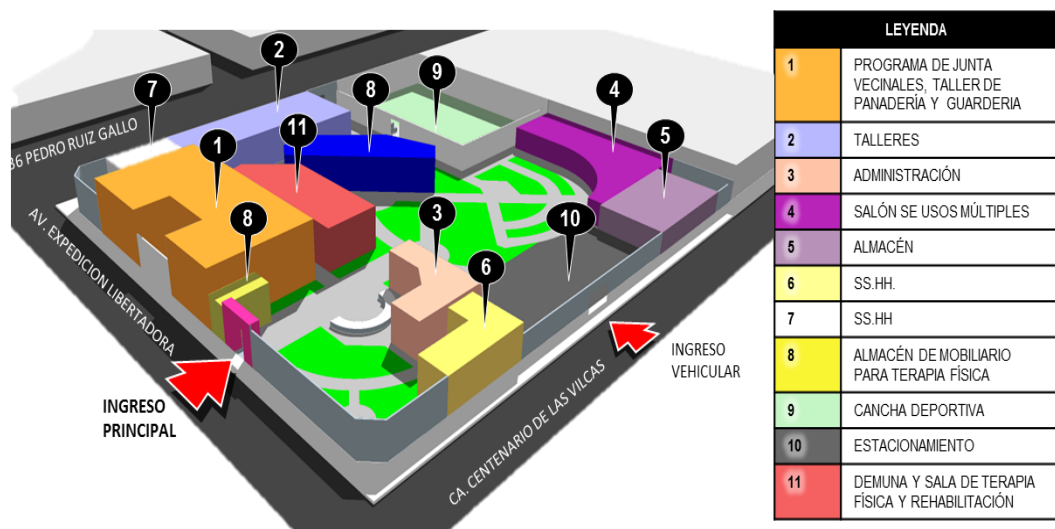 2
9
7
8
4
36 PEDRO RUIZ GALLO
11
1
5
AV. EXPEDICION LIBERTADORA
3
8
10
6
INGRESO
VEHICULAR
INGRESO
PRINCIPAL
CA. CENTENARIO DE LAS VILCAS
LEYENDA
1 PROGRAMA DE JUNTA
VECINALES, TALLER DE
PANADERÍA Y GUARDERIA
2 TALLERES
3 ADMINISTRACIÓN
4 SALÓN SE USOS MÚLTIPLES
5 ALMACÉN
6 SS.HH.
7 SS.HH
8 ALMACÉN DE MOBILIARIO
PARA TERAPIA FÍSICA
9 CANCHA DEPORTIVA
10 ESTACIONAMIENTO
11 DEMUNA Y SALA DE TERAPIA
FÍSICA Y REHABILITACIÓN